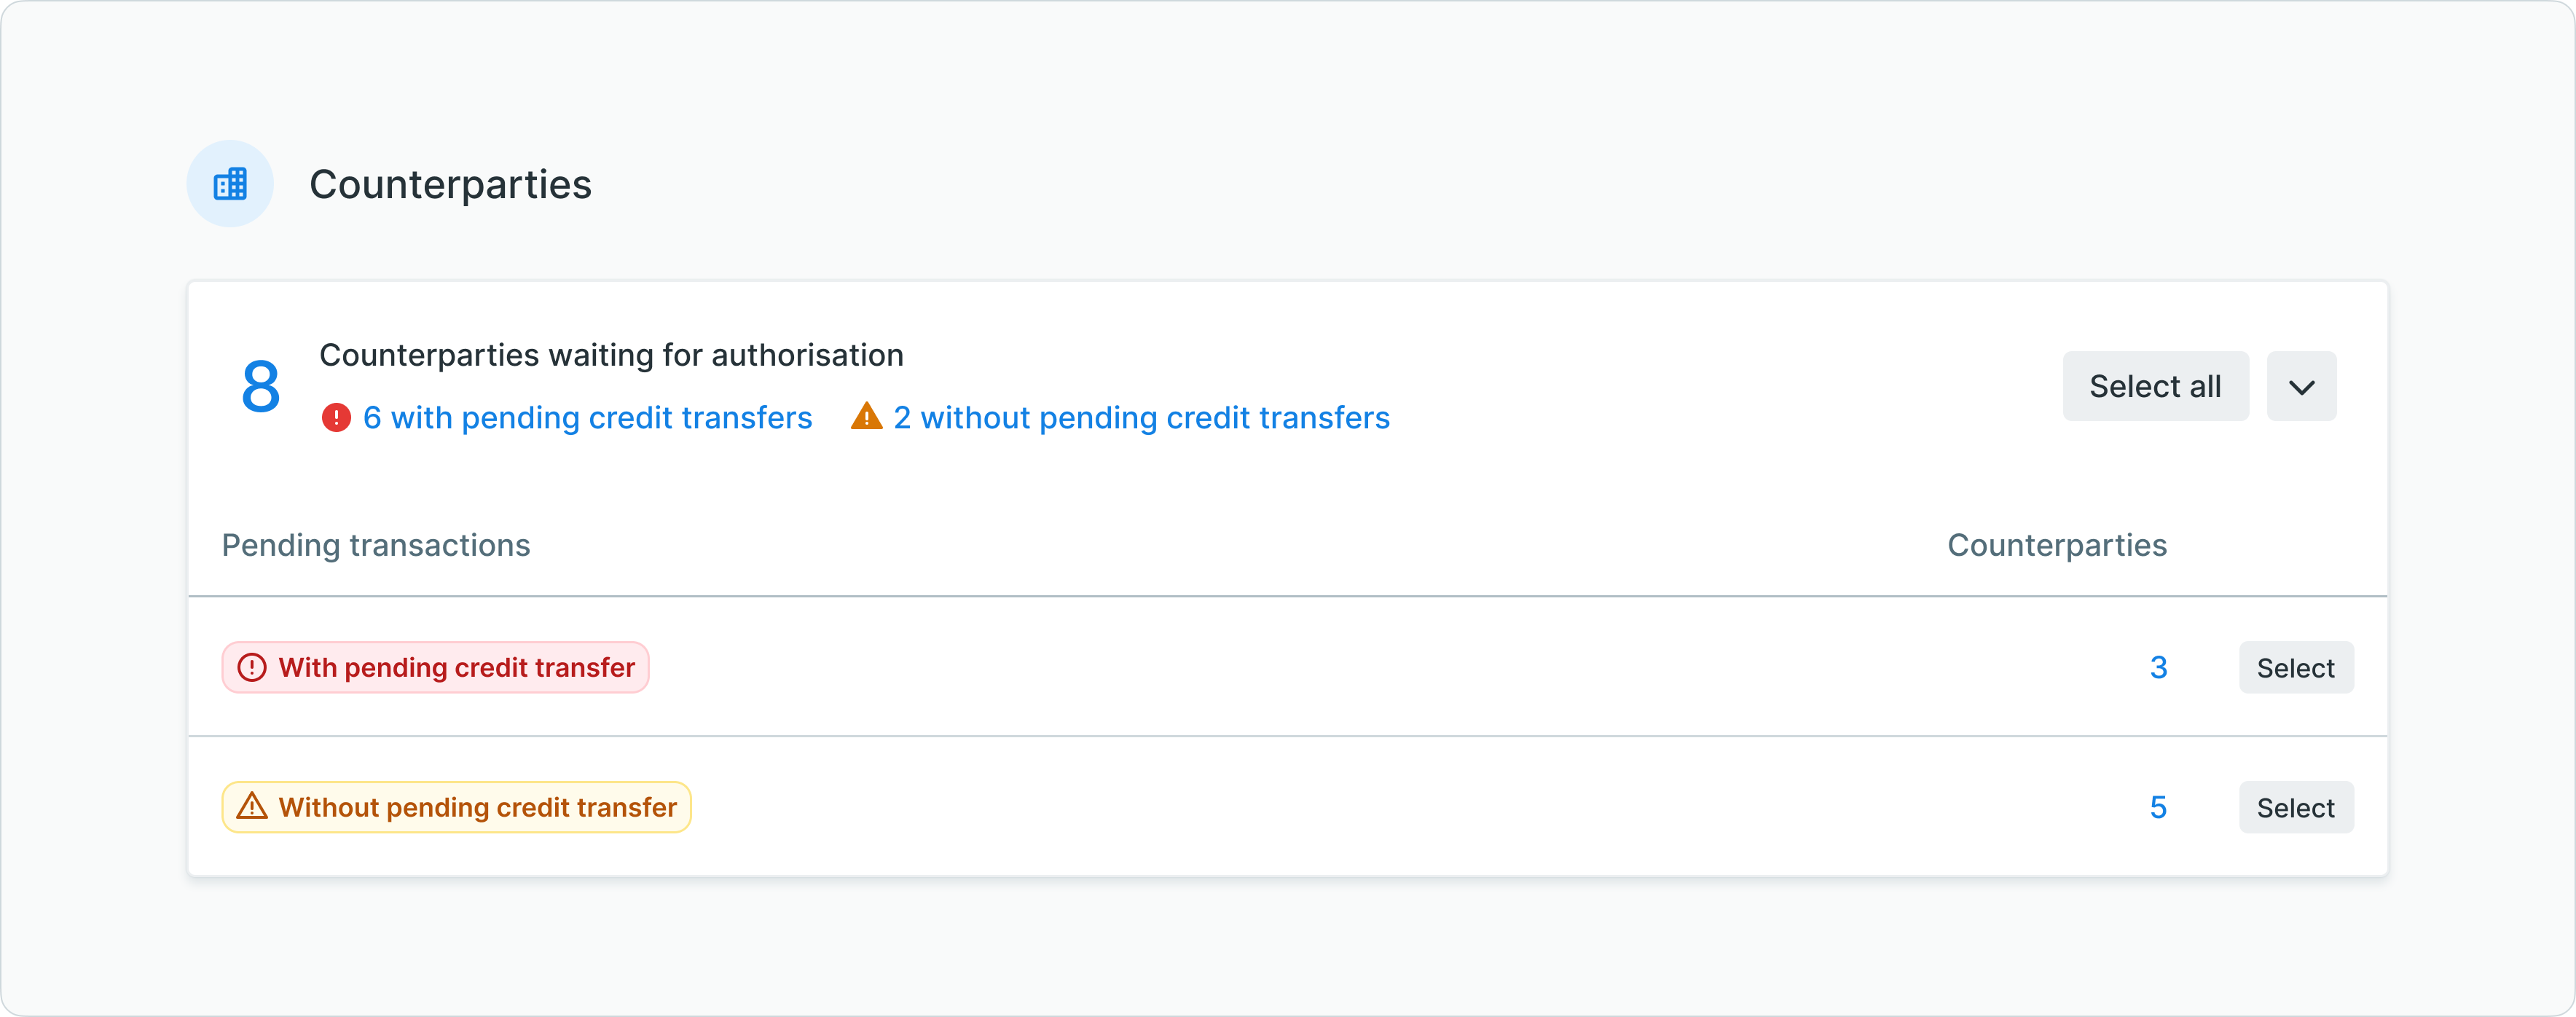 Counterparties
8
Counterparties waiting for authorisation
6 with pending credit transfers 2 without pending credit transfers
Select all
Pending transactions Counterparties
With pending credit transfer 3 Select
Without pending credit transfer 5 Select